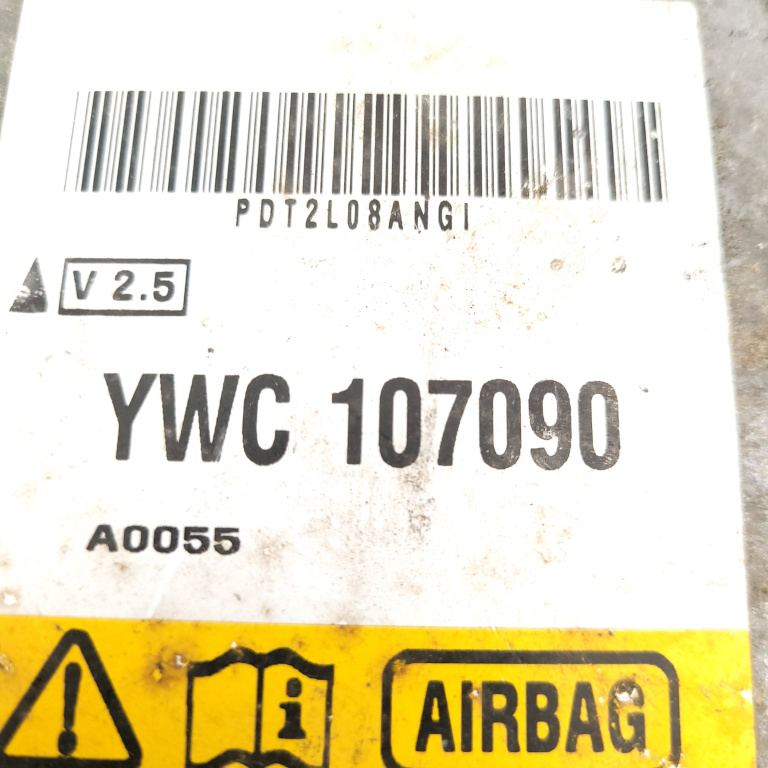 PDT2L08ANGI
V 2.5
YWC 107090
A0055
AIRBAG